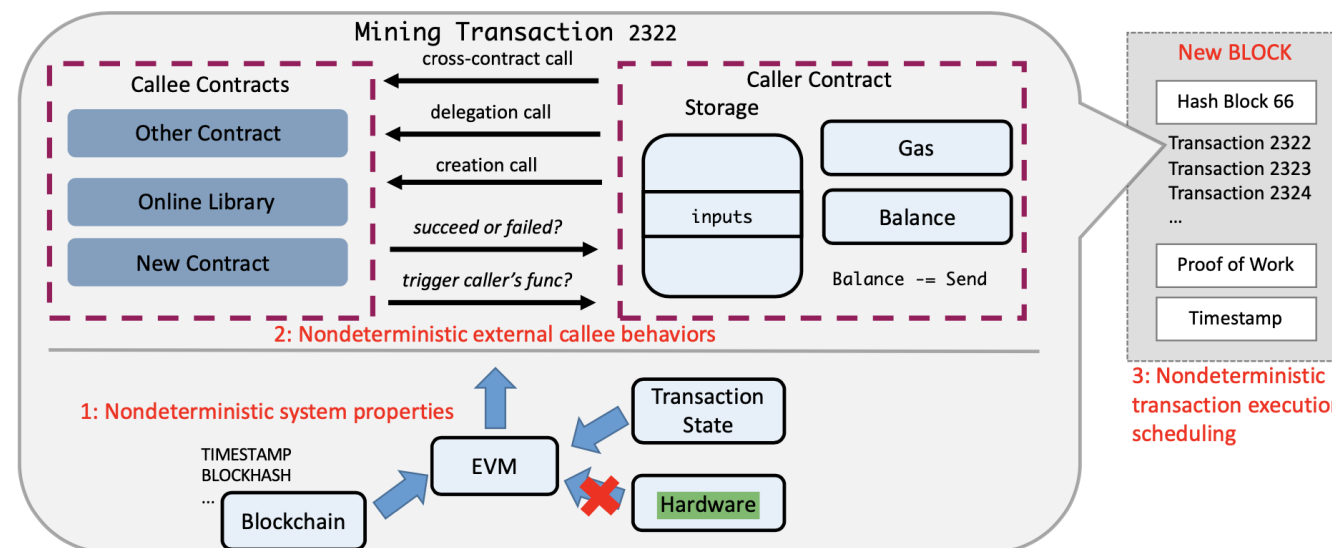 Mining Transaction 2322
Callee Contracts
Other Contract
Online Library
New Contract
cross-contract call
delegation call
creation call
succeed or failed?
trigger caller's func?
Caller Contract
Storage
inputs
Gas
Balance
Balance -= Send
2: Nondeterministic external callee behaviors
1: Nondeterministic system properties
TIMESTAMP
BLOCKHASH
...
Blockchain
EVM
Transaction
State
Hardware
New BLOCK
Hash Block 66
Transaction 2322
Transaction 2323
Transaction 2324
...
Proof of Work
Timestamp
3: Nondeterministic
transaction execution
scheduling